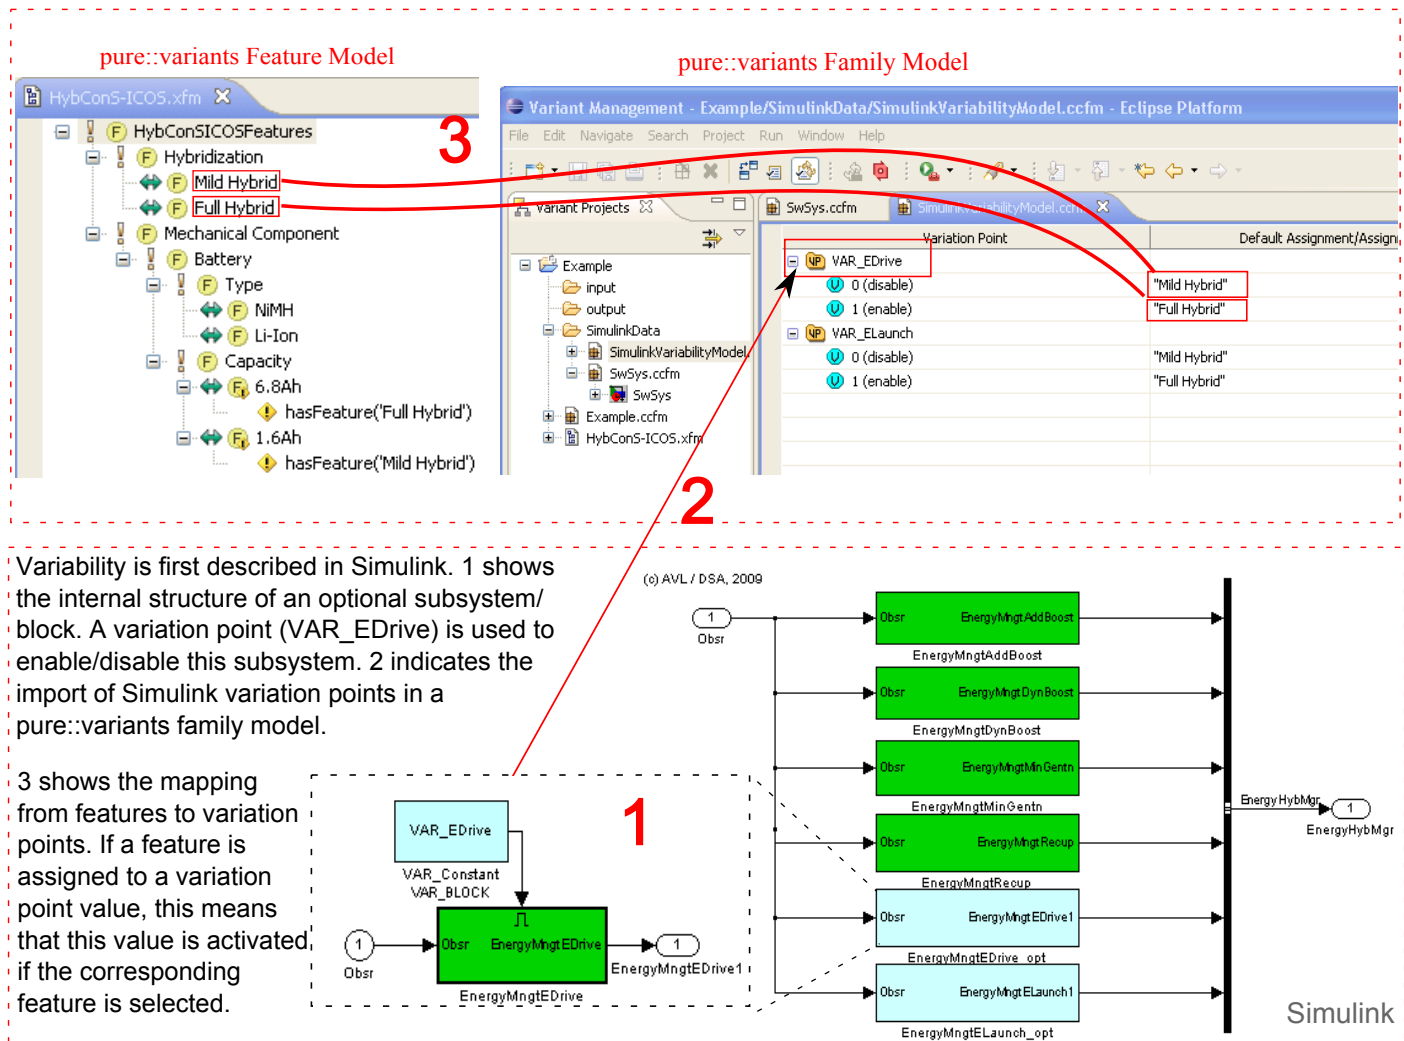 pure::variants Feature Model
pure::variants Family Model
HybConS-ICOS.xfm
3
HybConSICOSFeatures
Hybridization
Mild Hybrid
Full Hybrid
Mechanical Component
Battery
Type
NiMH
Li-Ion
Capacity
6.8Ah
hasFeature('Full Hybrid')
1.6Ah
hasFeature('Mild Hybrid')
Variant Management - Example/SimulinkData/SimulinkVariabilityModel.ccfm - Eclipse Platform
File Edit Navigate Search Project Run Window Help
Variant Projects
SwSys.ccfm
SimulinkVariabilityModel.ccfm
Example
input
output
SimulinkData
SimulinkVariabilityModel.
SwSys.ccfm
SwSys
Example.ccfm
HybConS-ICOS.xfm
Variation Point
Default Assignment/Assign
VAR_EDrive
0 (disable)
"Mild Hybrid"
1 (enable)
"Full Hybrid"
VAR_ELaunch
0 (disable)
"Mild Hybrid"
1 (enable)
"Full Hybrid"
2
Variability is first described in Simulink. 1 shows
the internal structure of an optional subsystem/
block. A variation point (VAR_EDrive) is used to
enable/disable this subsystem. 2 indicates the
import of Simulink variation points in a
pure::variants family model.
3 shows the mapping
from features to variation
points. If a feature is
assigned to a variation
point value, this means
that this value is activated
if the corresponding
feature is selected.
1
VAR_EDrive
VAR_Constant
VAR_BLOCK
1
Obsr
Obsr EnergyMngtEDrive
EnergyMngtEDrive
1
EnergyMngtEDrive1
(c) AVL / DSA, 2009
1
Obsr
Obsr EnergyMngtAddBoost
EnergyMngtAddBoost
Obsr EnergyMngtDynBoost
EnergyMngtDynBoost
Obsr EnergyMngtMinGentn
EnergyMngtMinGentn
Obsr EnergyMngtRecup
EnergyMngtRecup
Obsr EnergyMngtEDrive1
EnergyMngtEDrive_opt
Obsr EnergyMngtELaunch1
EnergyMngtELaunch_opt
EnergyHybMgr
1
EnergyHybMgr
Simulink